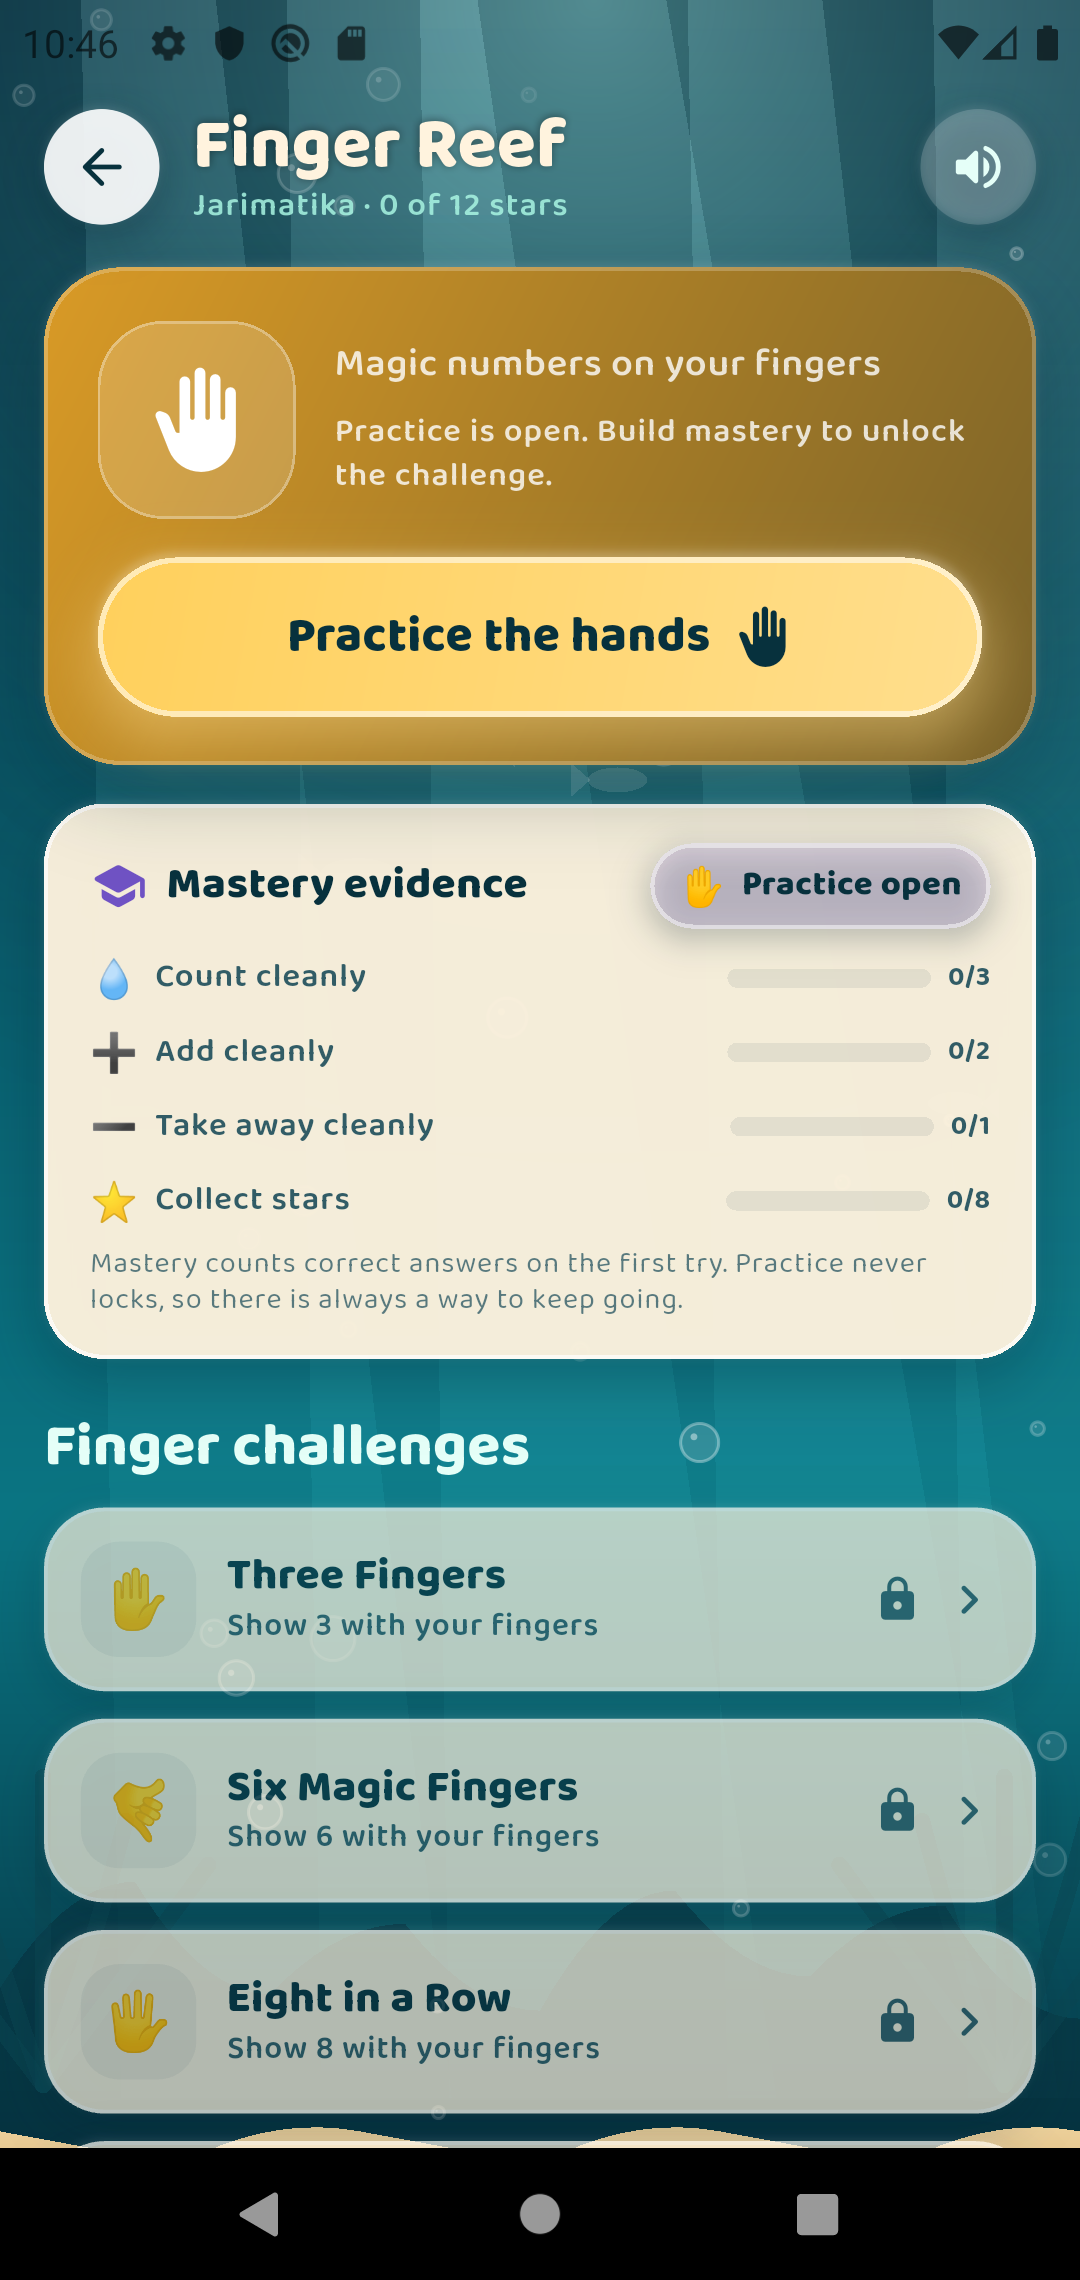 10:46
Finger Reef
Jarimatika · 0 of 12 stars
Magic numbers on your fingers
Practice is open. Build mastery to unlock
the challenge.
Practice the hands
Mastery evidence
Practice open
Count cleanly
0/3
Add cleanly
0/2
Take away cleanly
0/1
Collect stars
0/8
Mastery counts correct answers on the first try. Practice never
locks, so there is always a way to keep going.
Finger challenges
Three Fingers
Show 3 with your fingers
Six Magic Fingers
Show 6 with your fingers
Eight in a Row
Show 8 with your fingers